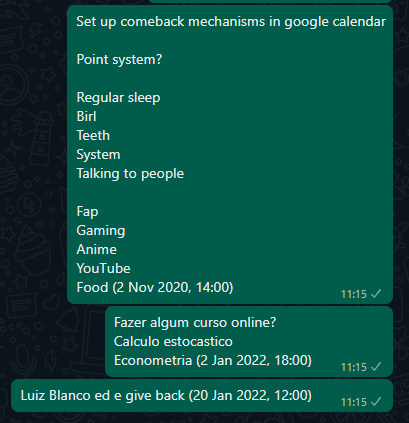 Set up comeback mechanisms in google calendar
Point system?
Regular sleep
Birl
Teeth
System
Talking to people
Fap
Gaming
Anime
YouTube
Food (2 Nov 2020, 14:00)
11:15
Fazer algum curso online?
Calculo estocastico
Econometria (2 Jan 2022, 18:00)
11:15
Luiz Blanco ed e give back (20 Jan 2022, 12:00)
11:15